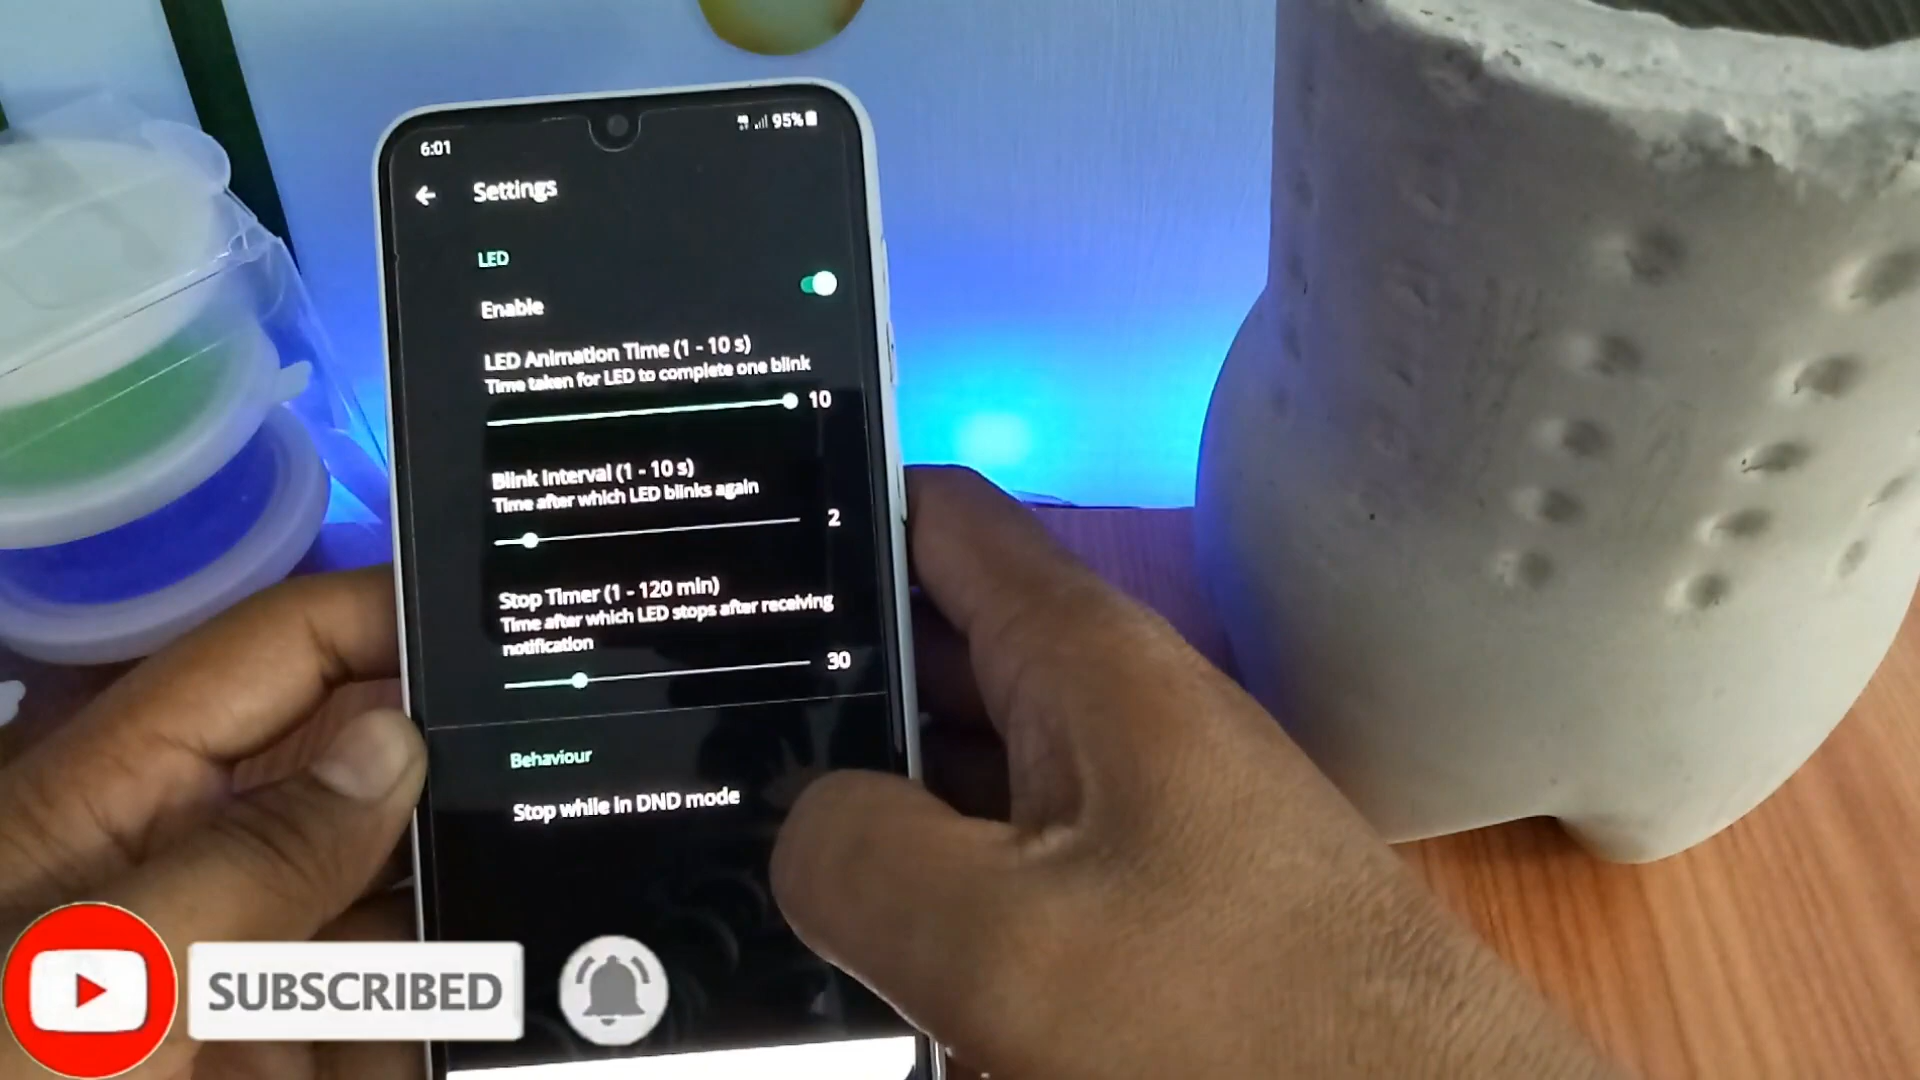 6:01
95%
Settings
LED
Enable
LED Animation Time (1 - 10 s)
Time taken for LED to complete one blink
10
Blink Interval (1 - 10 s)
Time after which LED blinks again
2
Stop Timer (1 - 120 min)
Time after which LED stops after receiving
notification
30
Behaviour
Stop while in DND mode
SUBSCRIBED